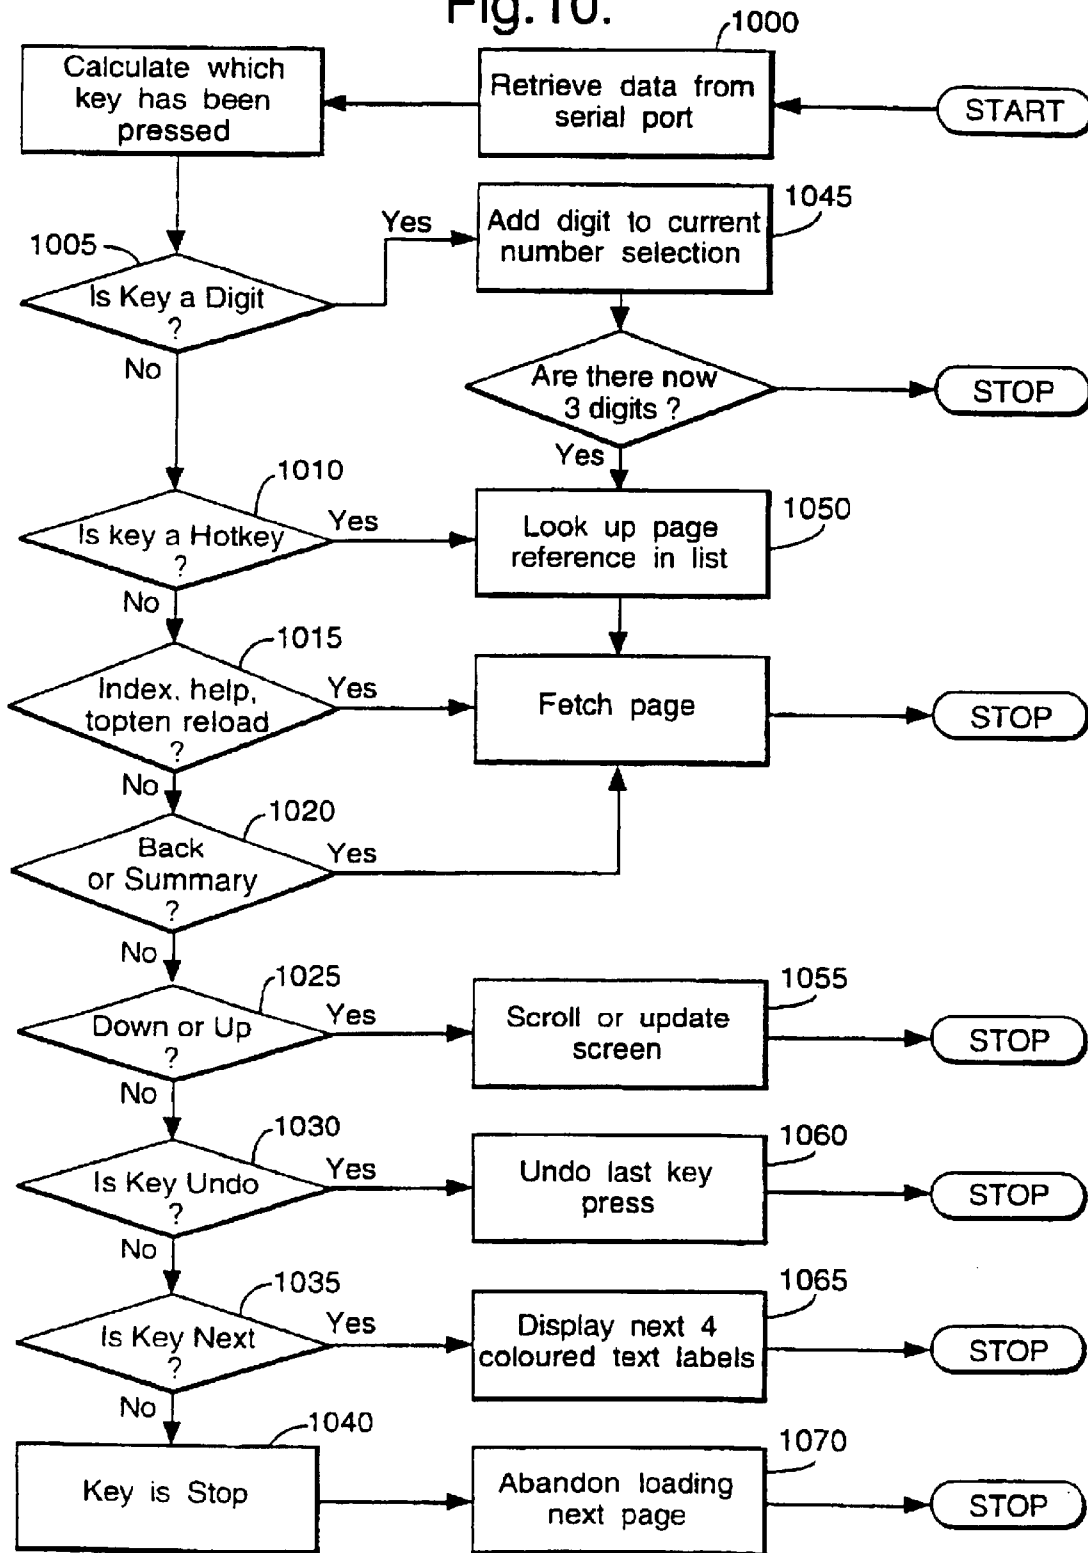 Fig.10.
1000
Calculate which
key has been
pressed
Retrieve data from
serial port
START
1045
Yes
Add digit to current
number selection
1005
Is Key a Digit
?
No
Are there now
3 digits ?
STOP
Yes
1010
Is key a Hotkey
?
Yes
Look up page
reference in list
1050
No
1015
Index. help,
topten reload
?
Yes
Fetch page
STOP
No
1020
Back
or Summary
?
Yes
No
1025
Down or Up
?
Yes
Scroll or update
screen
1055
STOP
No
1030
Is Key Undo
?
Yes
Undo last key
press
1060
STOP
No
1035
Is Key Next
?
Yes
Display next 4
coloured text labels
1065
STOP
No
1040
Key is Stop
Abandon loading
next page
1070
STOP